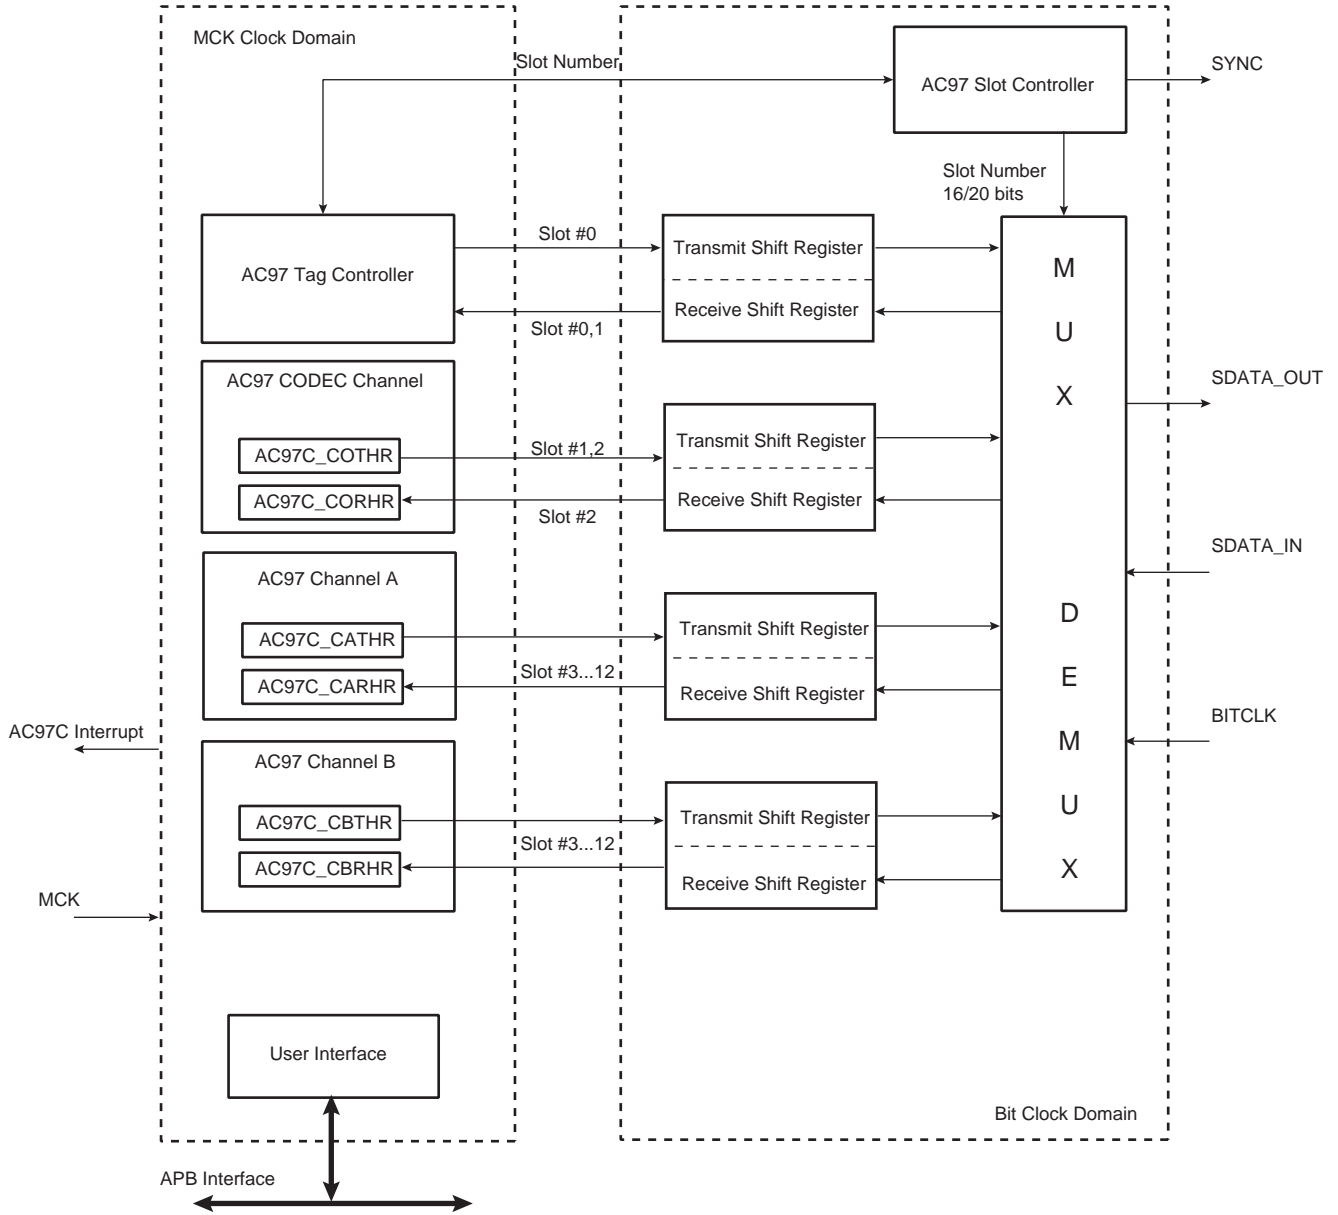 MCK Clock Domain
Slot Number
AC97 Slot Controller
SYNC
Slot Number
16/20 bits
AC97 Tag Controller
Slot #0
Slot #0,1
Transmit Shift Register
Receive Shift Register
M
U
X
D
E
M
U
X
AC97 CODEC Channel
AC97C_COTHR
AC97C_CORHR
Slot #1,2
Slot #2
Transmit Shift Register
Receive Shift Register
SDATA_OUT
SDATA_IN
AC97 Channel A
AC97C_CATHR
AC97C_CARHR
Slot #3...12
Transmit Shift Register
Receive Shift Register
BITCLK
AC97C Interrupt
AC97 Channel B
AC97C_CBTHR
AC97C_CBRHR
Slot #3...12
Transmit Shift Register
Receive Shift Register
MCK
User Interface
Bit Clock Domain
APB Interface